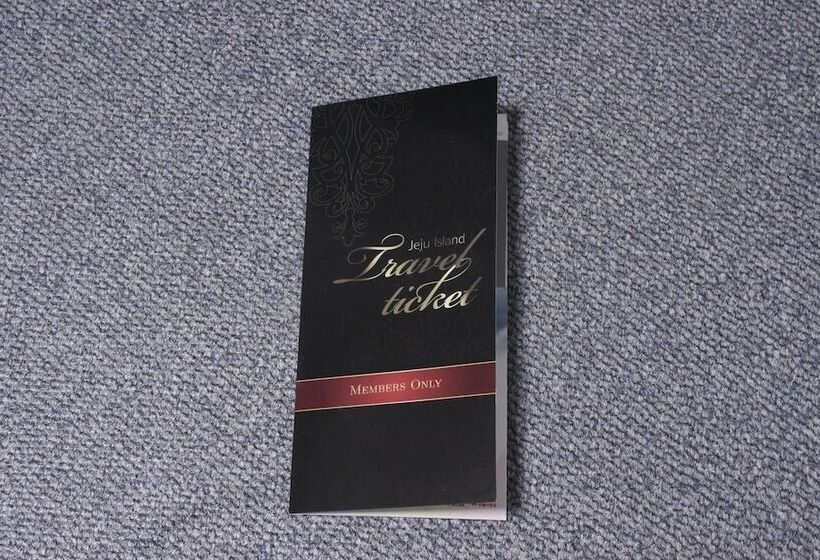 Jeju Island
Travel
ticket
MEMBERS ONLY